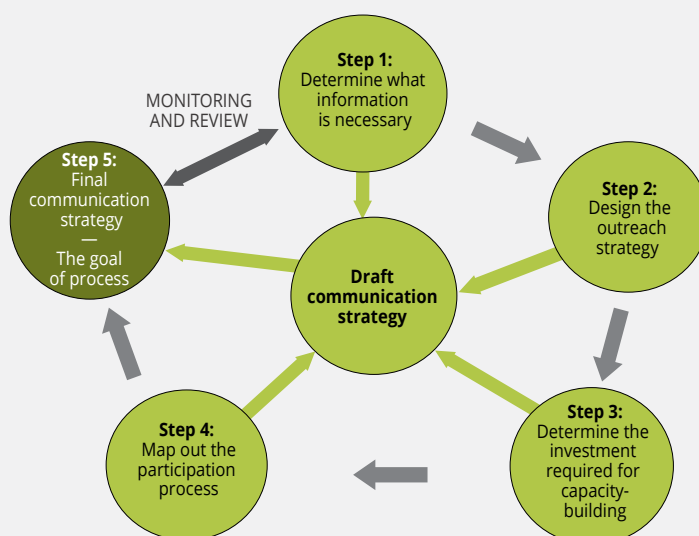 Step 1:
Determine what
information
is necessary
MONITORING
AND REVIEW
Step 2:
Design the
outreach
strategy
Step 3:
Determine the
investment
required for
capacity-
building
Step 4:
Map out the
participation
process
Step 5:
Final
communication
strategy
—
The goal
of process
Draft
communication
strategy